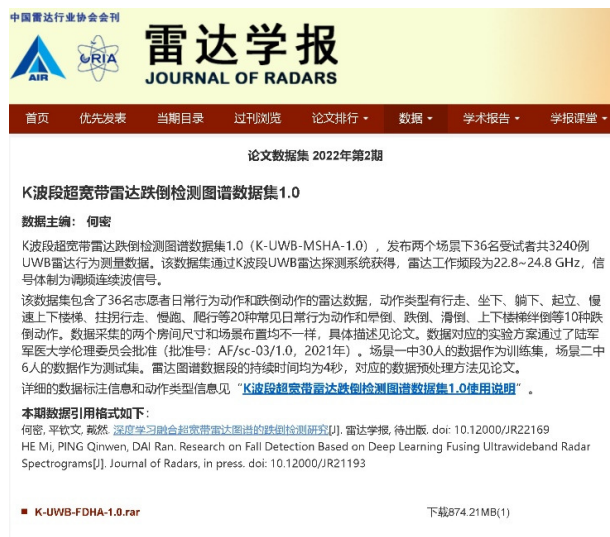 中国雷达行业协会会刊
AIR
CRIA
雷达学报
JOURNAL OF RADARS
首页 优先发表 当期目录 过刊浏览 论文排行 数据 学术报告 学报课堂
论文数据集 2022年第2期
K波段超宽带雷达跌倒检测图谱数据集1.0
数据主编： 何密
K波段超宽带雷达跌倒检测图谱数据集1.0（K-UWB-MSHA-1.0），发布两个场景下36名受试者共3240例
UWB雷达行为测量数据。该数据集通过K波段UWB雷达探测系统获得，雷达工作频段为22.8~24.8 GHz，信
号体制为调频连续波信号。
该数据集包含了36名志愿者日常行为动作和跌倒动作的雷达数据，动作类型有行走、坐下、躺下、起立、慢
速上下楼梯、拄拐行走、慢跑、爬行等20种常见日常行为动作和晕倒、跌倒、滑倒、上下楼梯绊倒等10种跌
倒动作。数据采集的两个房间尺寸和场景布置均不一样，具体描述见论文。数据对应的实验方案通过了陆军
军医大学伦理委员会批准（批准号：AF/sc-03/1.0，2021年）。场景一中30人的数据作为训练集，场景二中
6人的数据作为测试集。雷达图谱数据段的持续时间均为4秒，对应的数据预处理方法见论文。
详细的数据标注信息和动作类型信息见“K波段超宽带雷达跌倒检测图谱数据集1.0使用说明”。
本期数据引用格式如下：
何密, 平钦文, 戴然. 深度学习融合超宽带雷达图谱的跌倒检测研究[J]. 雷达学报, 待出版. doi: 10.12000/JR22169
HE Mi, PING Qinwen, DAI Ran. Research on Fall Detection Based on Deep Learning Fusing Ultrawideband Radar
Spectrograms[J]. Journal of Radars, in press. doi: 10.12000/JR21193
K-UWB-FDHA-1.0.rar 下载874.21MB(1)